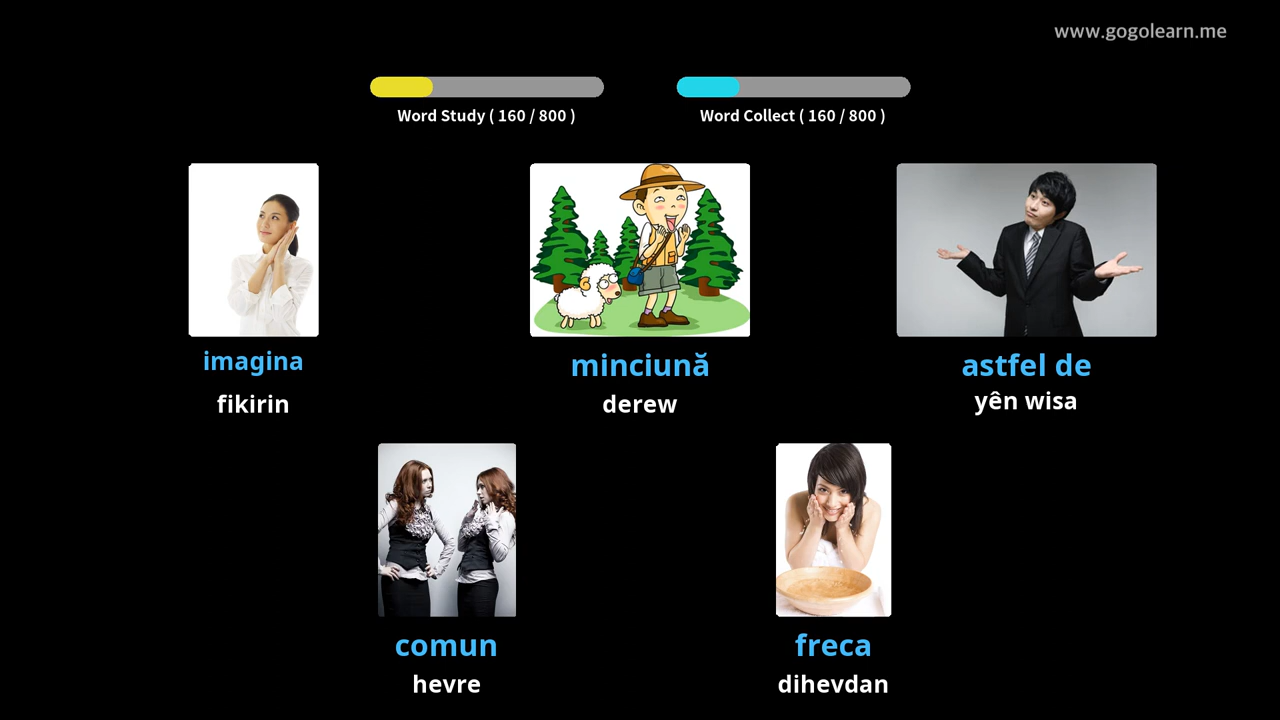 www.gogolearn.me
Word Study ( 160 / 800 )
Word Collect ( 160 / 800 )
imagina
fikirin
minciună
derew
astfel de
yên wisa
comun
hevre
freca
dihevdan